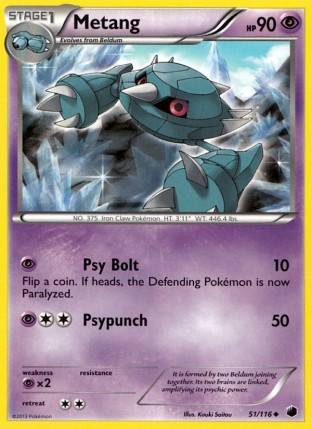 STAGE1
Metang
HP90
Evolves from Beldum
NO. 375. Iron Claw Pokémon. HT. 3'11". WT. 446.4 lbs.
Psy Bolt 10
Flip a coin. If heads, the Defending Pokémon is now
Paralyzed.
Psypunch 50
weakness resistance
×2
retreat
It is formed by two Beldum joining
together. Its two brains are linked,
amplifying its psychic power.
©2013 Pokémon
Illus. Kouki Saitou
51/116